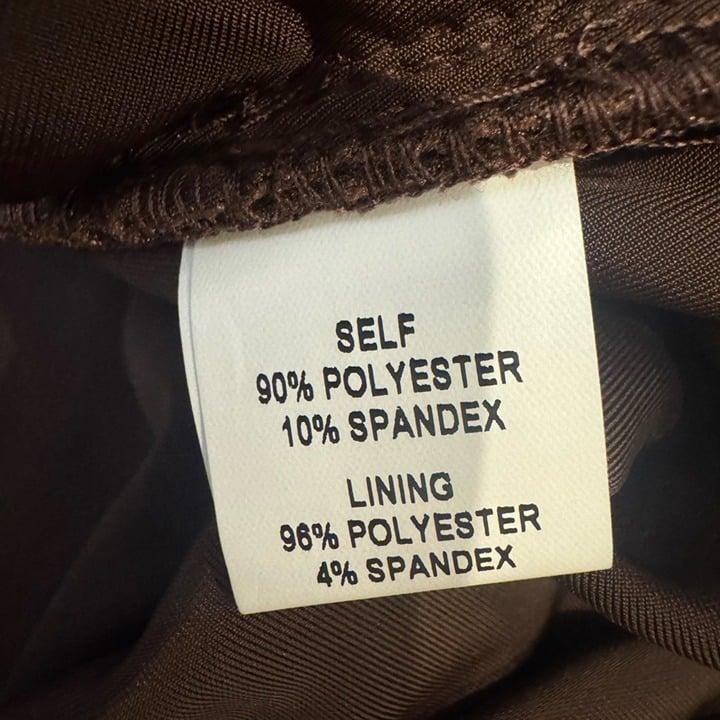 SELF
90% POLYESTER
10% SPANDEX
LINING
96% POLYESTER
4% SPANDEX